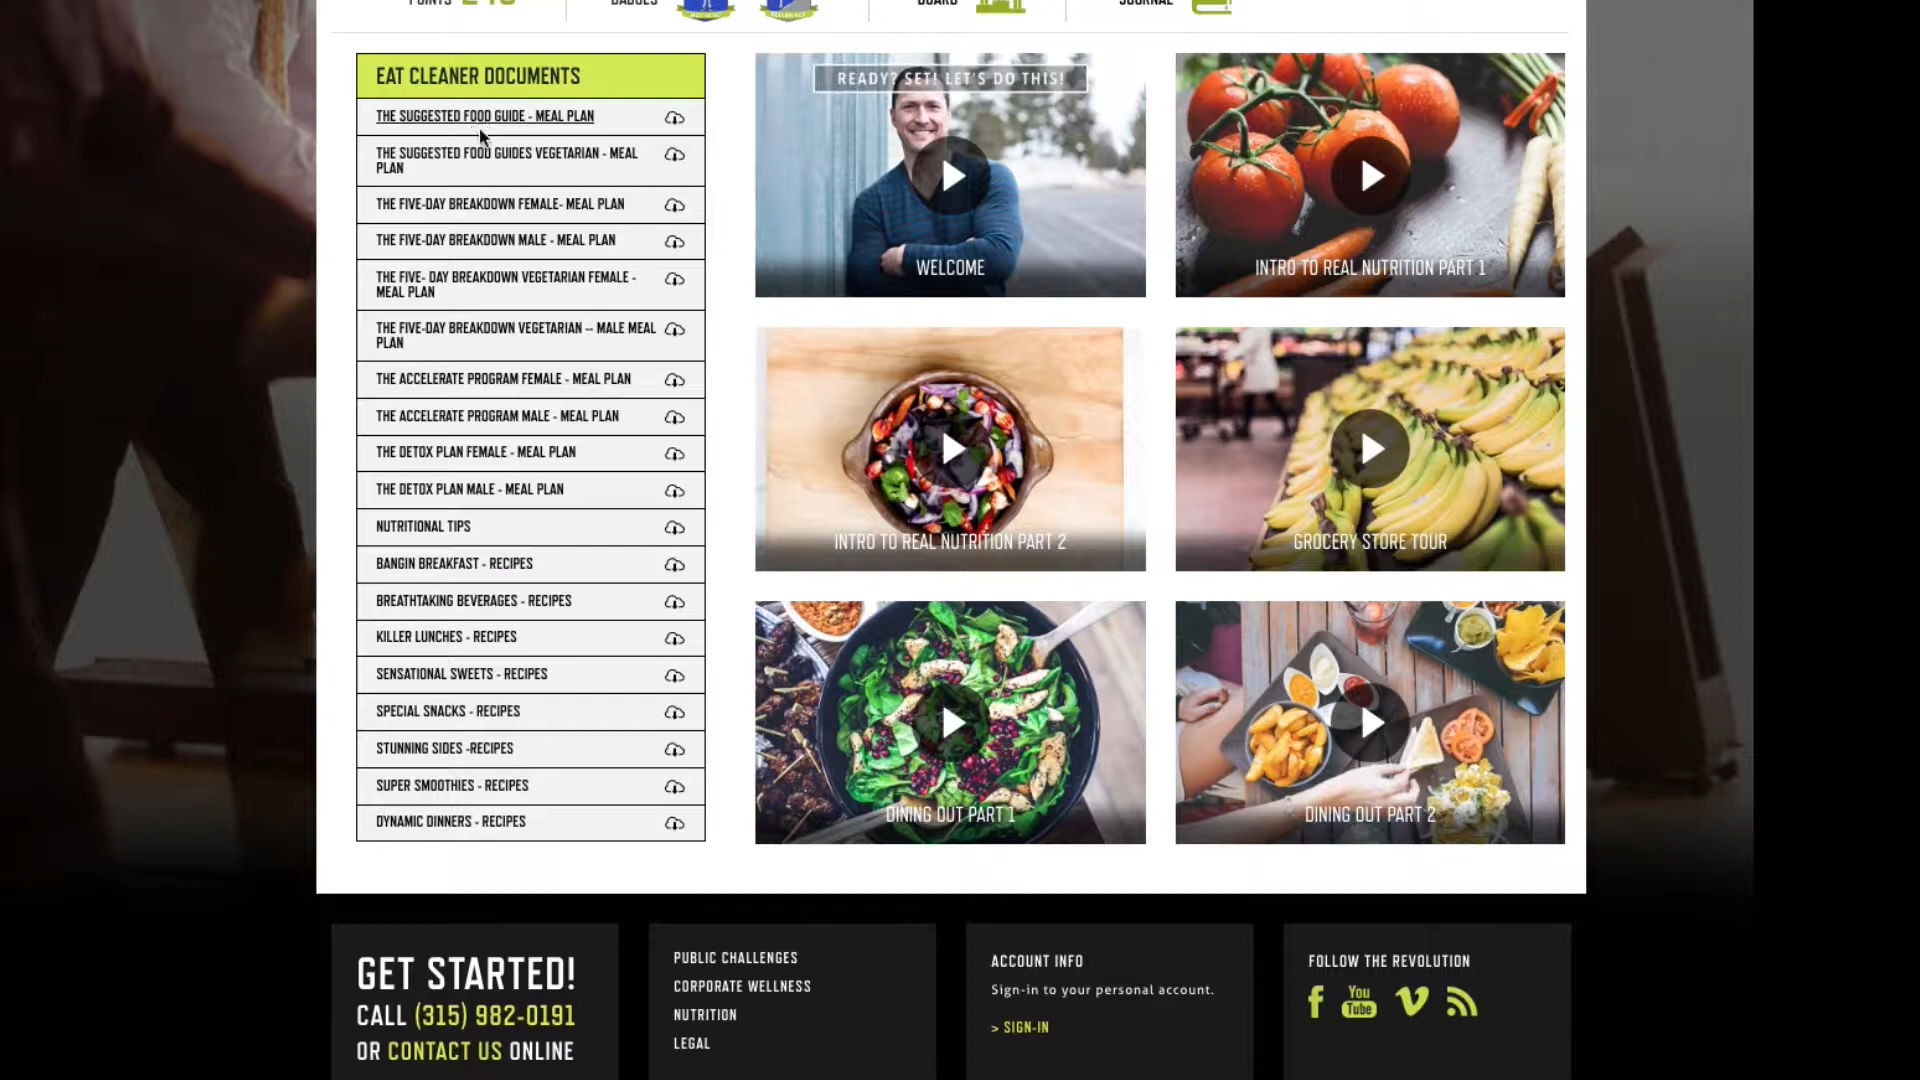 POINTS 240
BADGES
BOARD
JOURNAL
EAT CLEANER DOCUMENTS
THE SUGGESTED FOOD GUIDE - MEAL PLAN
THE SUGGESTED FOOD GUIDES VEGETARIAN - MEAL
PLAN
THE FIVE-DAY BREAKDOWN FEMALE- MEAL PLAN
THE FIVE-DAY BREAKDOWN MALE - MEAL PLAN
THE FIVE- DAY BREAKDOWN VEGETARIAN FEMALE -
MEAL PLAN
THE FIVE-DAY BREAKDOWN VEGETARIAN -- MALE MEAL
PLAN
THE ACCELERATE PROGRAM FEMALE - MEAL PLAN
THE ACCELERATE PROGRAM MALE - MEAL PLAN
THE DETOX PLAN FEMALE - MEAL PLAN
THE DETOX PLAN MALE - MEAL PLAN
NUTRITIONAL TIPS
BANGIN BREAKFAST - RECIPES
BREATHTAKING BEVERAGES - RECIPES
KILLER LUNCHES - RECIPES
SENSATIONAL SWEETS - RECIPES
SPECIAL SNACKS - RECIPES
STUNNING SIDES -RECIPES
SUPER SMOOTHIES - RECIPES
DYNAMIC DINNERS - RECIPES
READY? SET! LET'S DO THIS!
WELCOME
INTRO TO REAL NUTRITION PART 1
INTRO TO REAL NUTRITION PART 2
GROCERY STORE TOUR
DINING OUT PART 1
DINING OUT PART 2
GET STARTED!
CALL (315) 982-0191
OR CONTACT US ONLINE
PUBLIC CHALLENGES
CORPORATE WELLNESS
NUTRITION
LEGAL
ACCOUNT INFO
Sign-in to your personal account.
> SIGN-IN
FOLLOW THE REVOLUTION
You
Tube